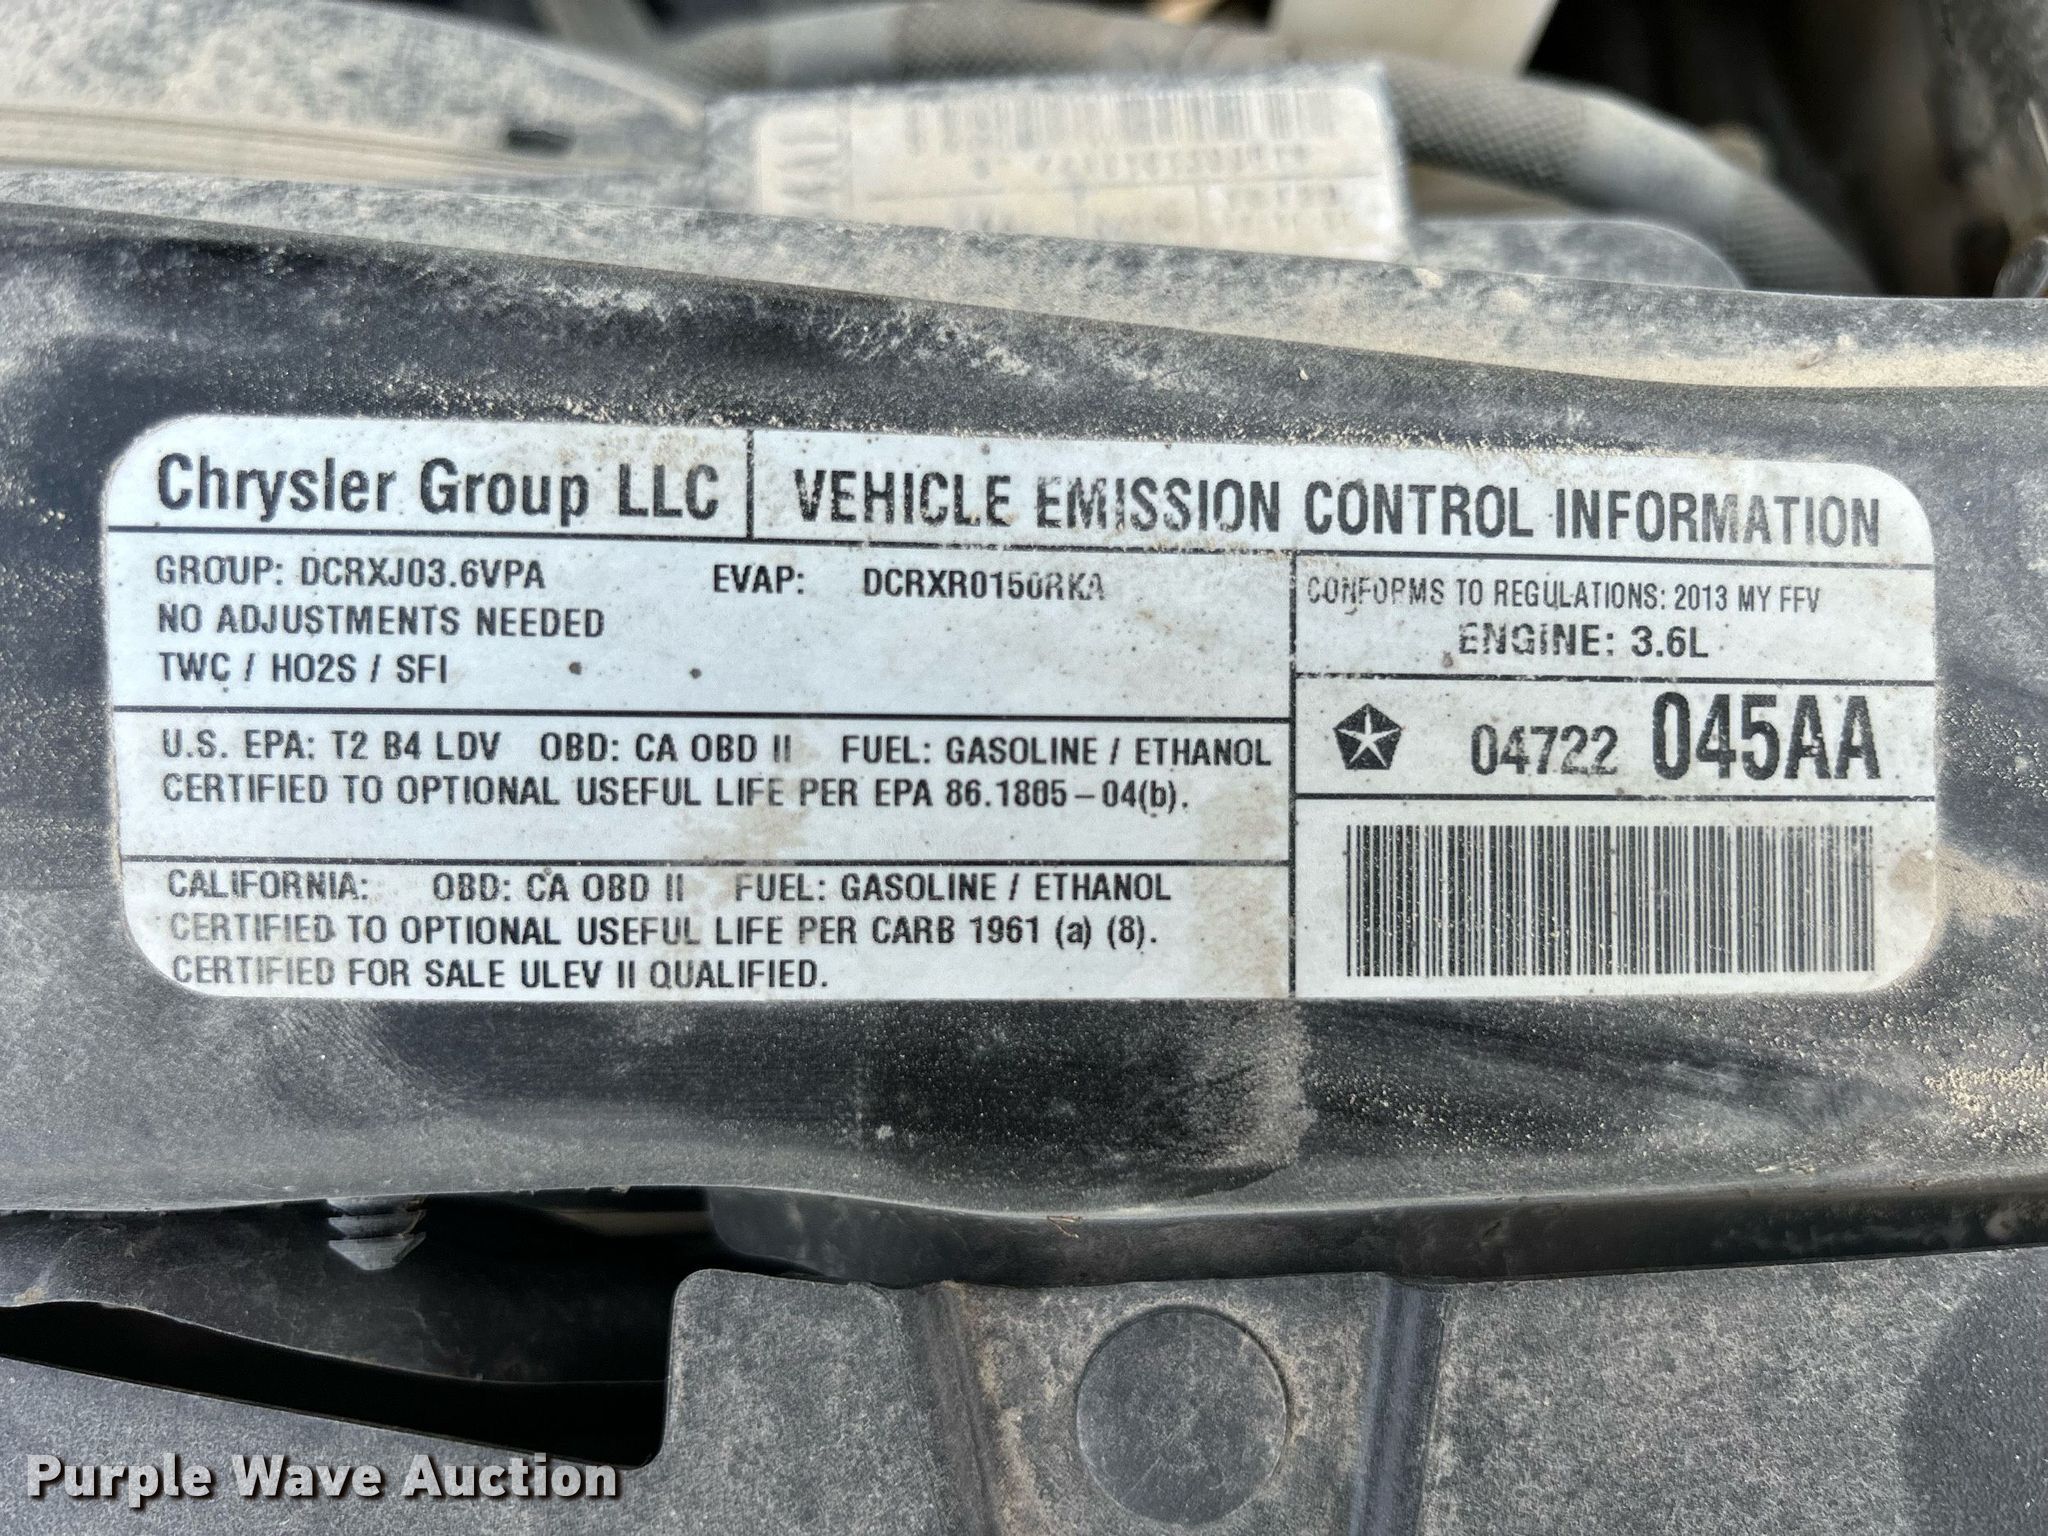 Chrysler Group LLC
VEHICLE EMISSION CONTROL INFORMATION
GROUP: DCRXJ03.6VPA EVAP: DCRXR0150RKA
NO ADJUSTMENTS NEEDED
TWC / HO2S / SFI
CONFORMS TO REGULATIONS: 2013 MY FFV
ENGINE: 3.6L
04722 045AA
U.S. EPA: T2 B4 LDV OBD: CA OBD II FUEL: GASOLINE / ETHANOL
CERTIFIED TO OPTIONAL USEFUL LIFE PER EPA 86.1805-04(b).
CALIFORNIA: OBD: CA OBD II FUEL: GASOLINE / ETHANOL
CERTIFIED TO OPTIONAL USEFUL LIFE PER CARB 1961 (a) (8).
CERTIFIED FOR SALE ULEV II QUALIFIED.
Purple Wave Auction